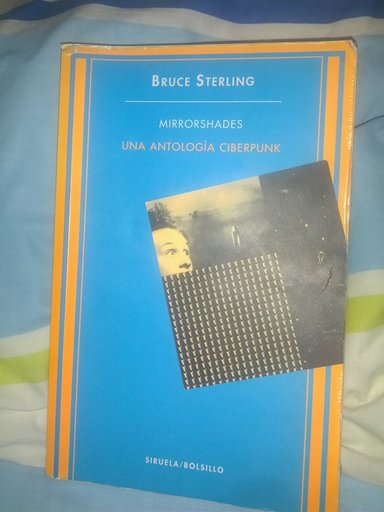 BRUCE STERLING
MIRRORSHADES
UNA ANTOLOGÍA CIBERPUNK
SIRUELA/BOLSILLO